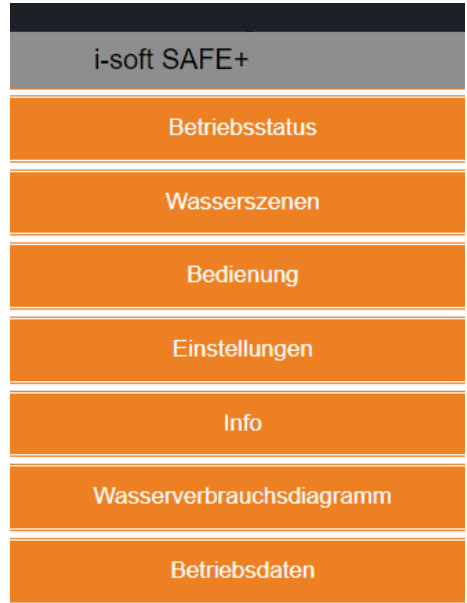 i-soft SAFE+
Betriebsstatus
Wasserszenen
Bedienung
Einstellungen
Info
Wasserverbrauchsdiagramm
Betriebsdaten